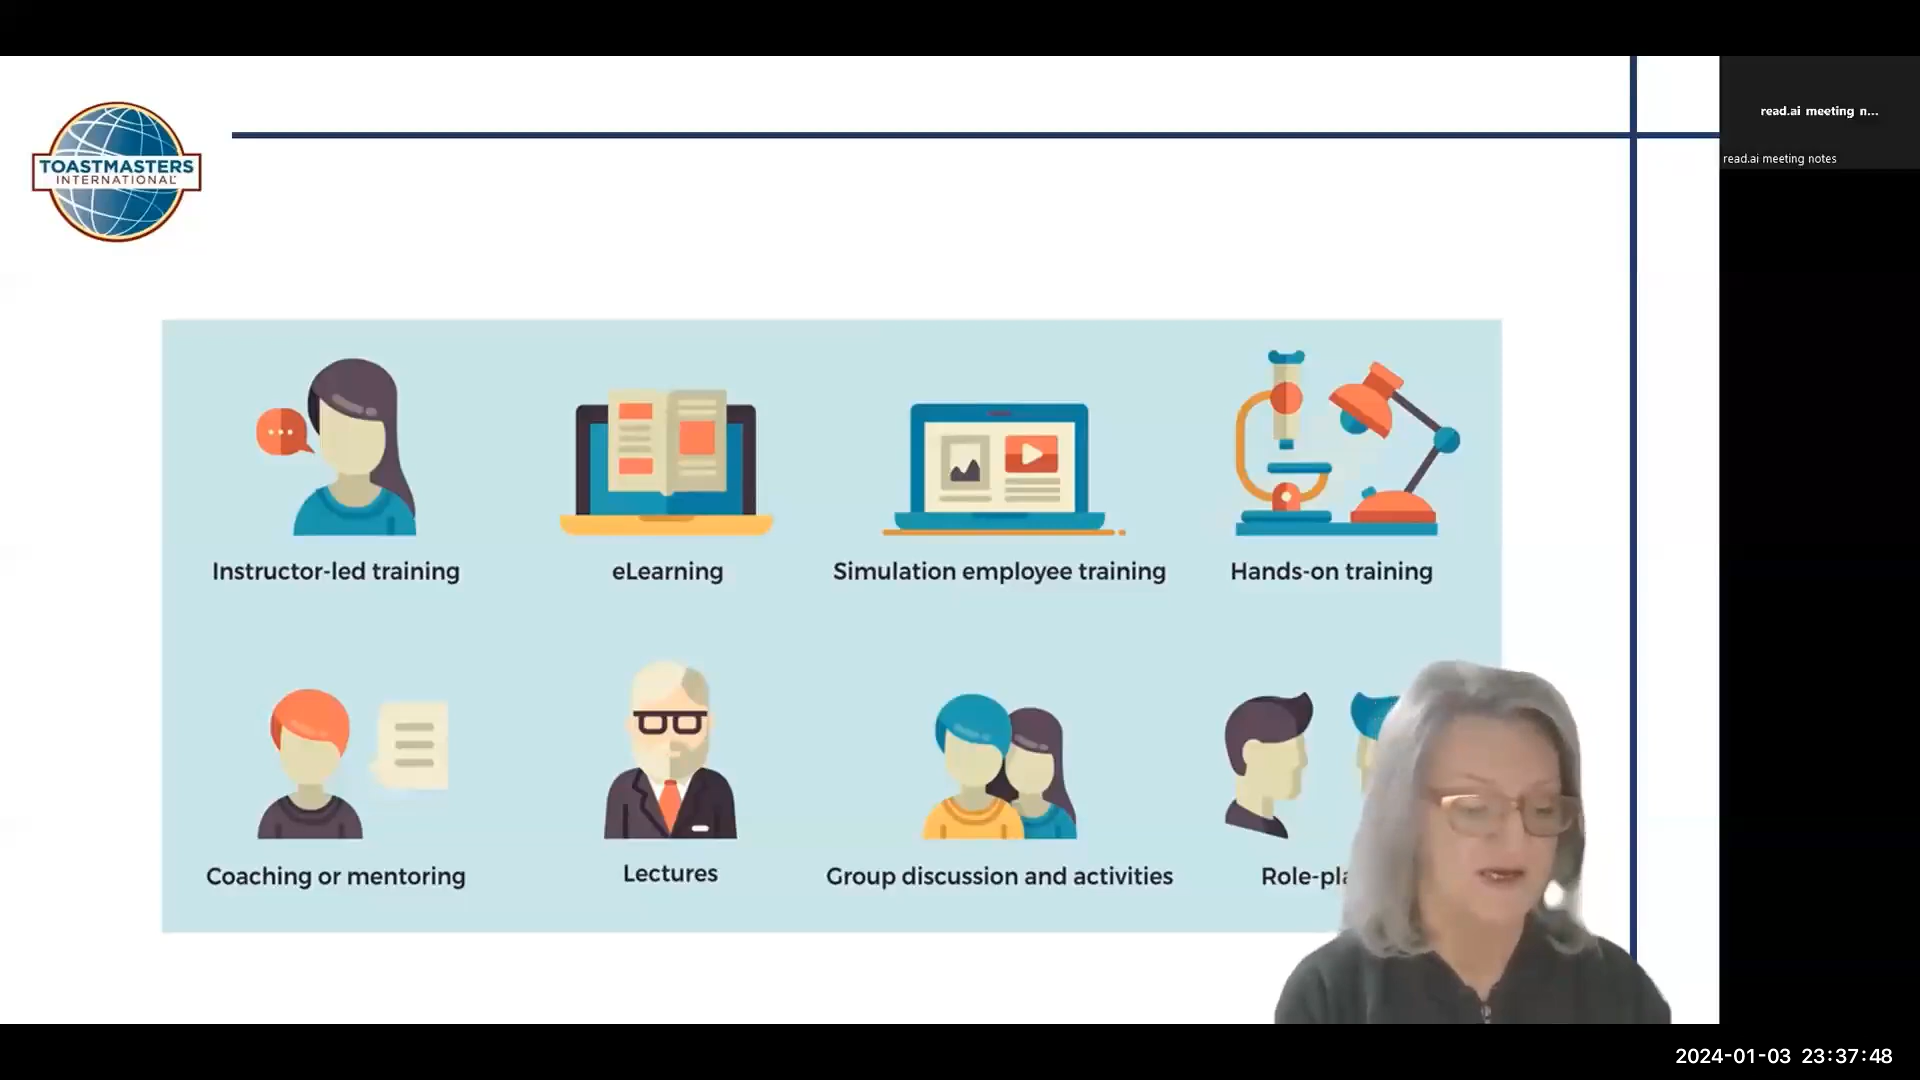 TOASTMASTERS
INTERNATIONAL
read.ai meeting n...
read.ai meeting notes
Instructor-led training
eLearning
Simulation employee training
Hands-on training
Coaching or mentoring
Lectures
Group discussion and activities
2024-01-03 23:37:48